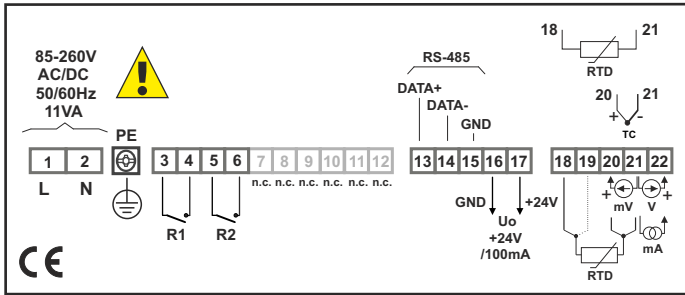 85-260V
AC/DC
50/60Hz
11VA
PE
1 2
L N
3 4 5 6 7 8 9 10 11 12
n.c. n.c. n.c. n.c. n.c. n.c.
R1 R2
RS-485
DATA+
DATA-
GND
13 14 15 16 17
GND
+24V
Uo
+24V
/100mA
18 21
RTD
20 21
+ -
TC
18 19 20 21 22
+ +
mV V
mA
RTD
CE